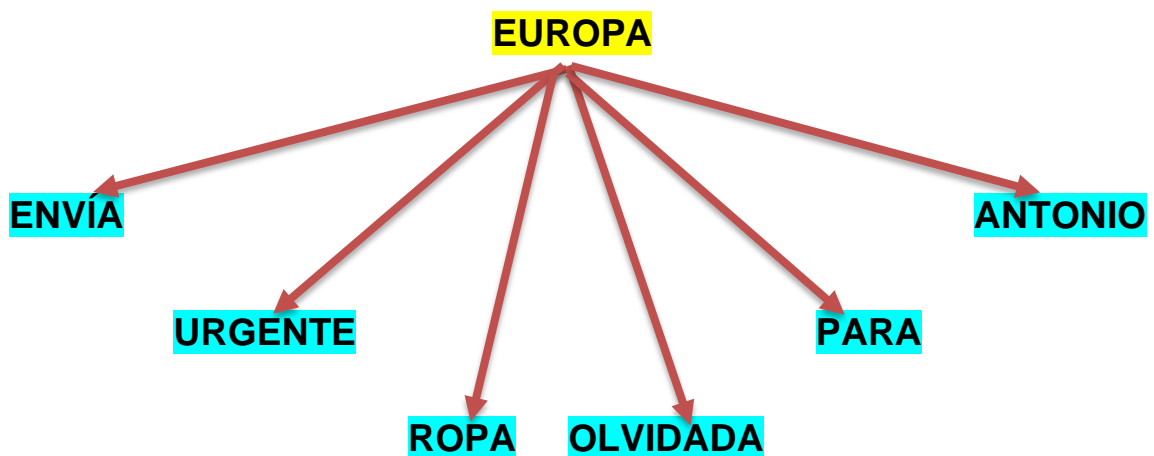 EUROPA
ENVÍA
ANTONIO
URGENTE
PARA
ROPA
OLVIDADA